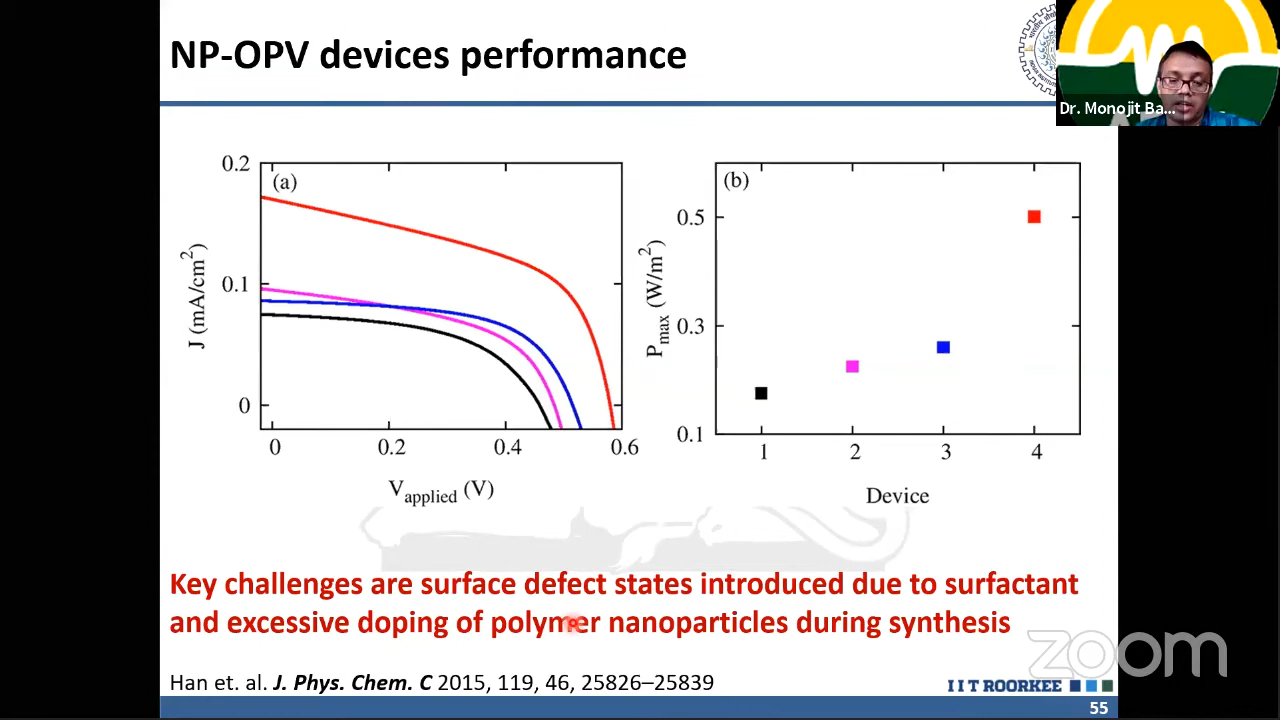 NP-OPV devices performance
Dr. Monojit Ba...
(a)
0.2
0.1
0
J (mA/cm²)
0 0.2 0.4 0.6
V_applied (V)
(b)
0.5
0.3
0.1
P_max (W/m²)
1 2 3 4
Device
Key challenges are surface defect states introduced due to surfactant
and excessive doping of polymer nanoparticles during synthesis
zoom
Han et. al. J. Phys. Chem. C 2015, 119, 46, 25826–25839
I I T ROORKEE
55